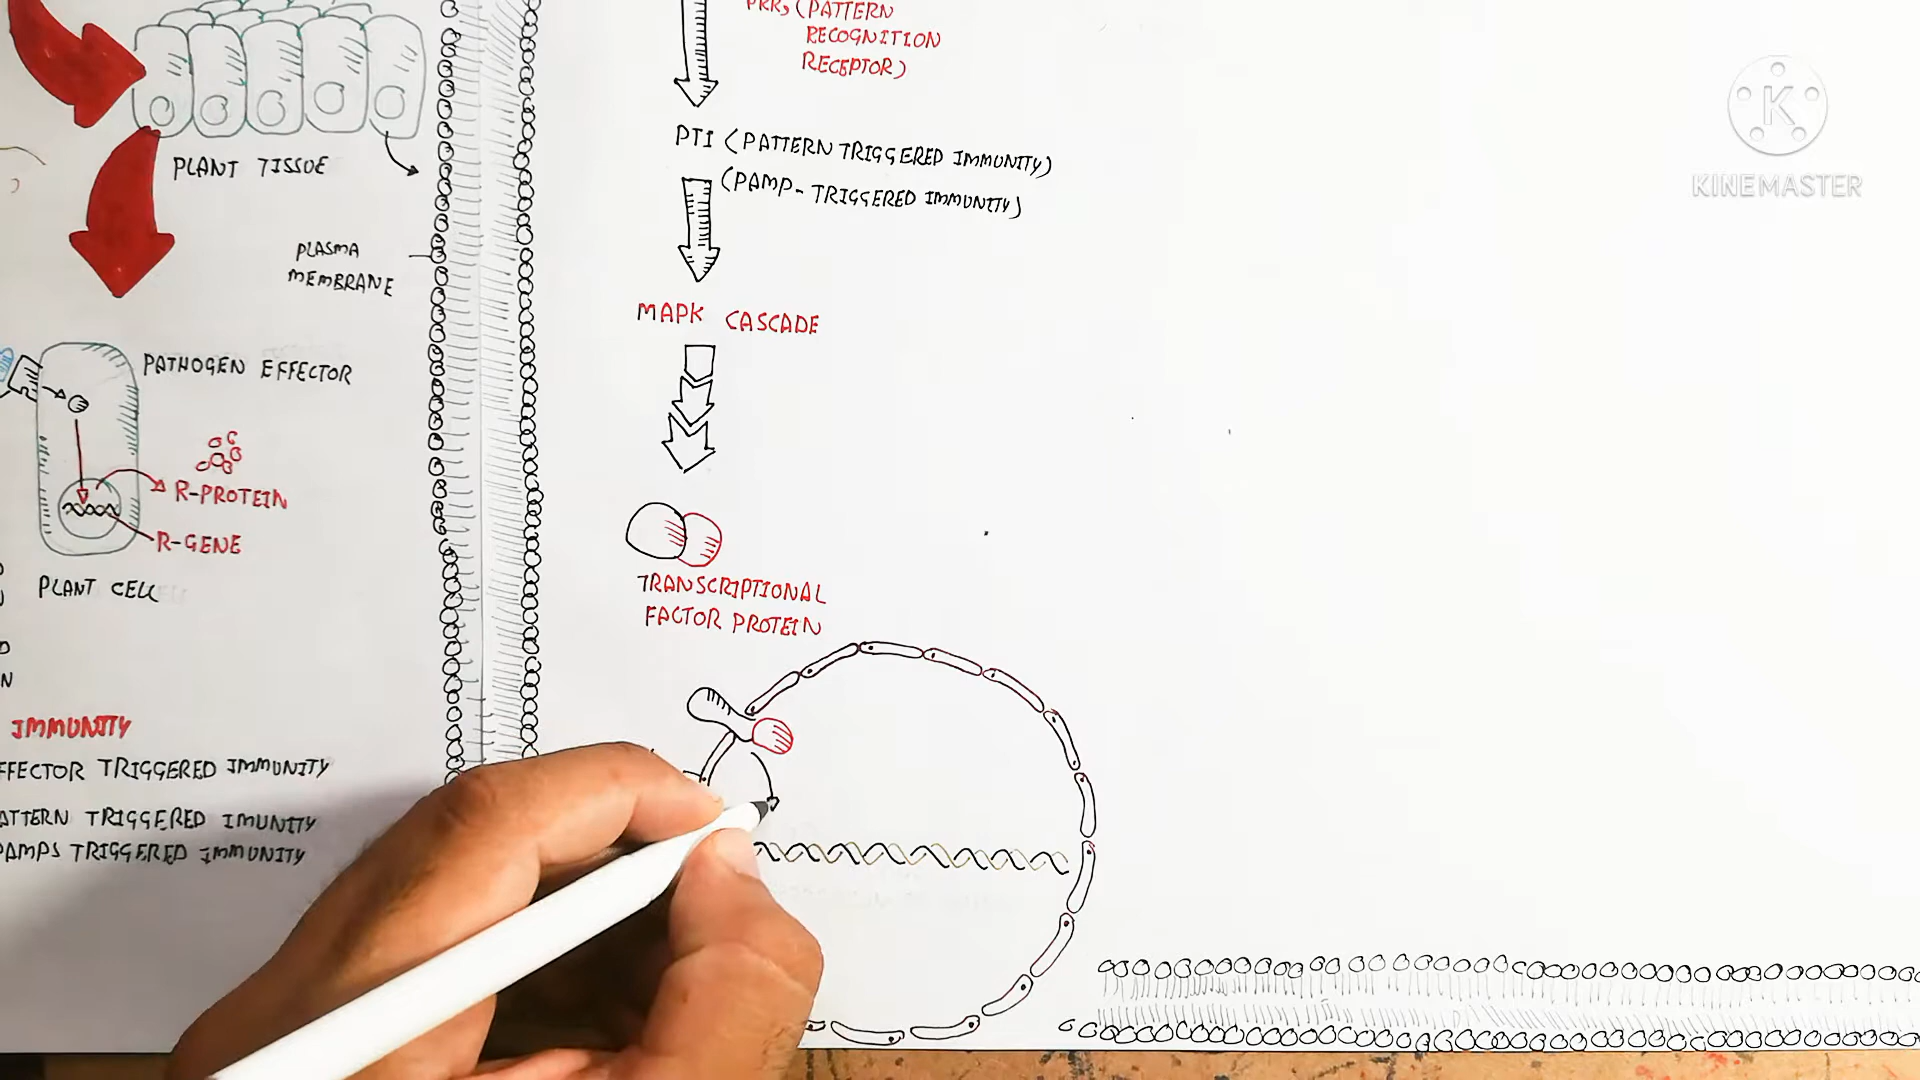 PRRs (PATTERN
RECOGNITION
RECEPTOR)
PTI (PATTERN TRIGGERED IMMUNITY)
(PAMP- TRIGGERED IMMUNITY)
MAPK CASCADE
TRANSCRIPTIONAL
FACTOR PROTEIN
PLANT TISSUE
PLASMA
MEMBRANE
PATHOGEN EFFECTOR
R-PROTEIN
R-GENE
PLANT CELL
IMMUNITY
FFECTOR TRIGGERED IMMUNITY
ATTERN TRIGGERED IMUNITY
PAMPS TRIGGERED IMMUNITY
K
KINEMASTER